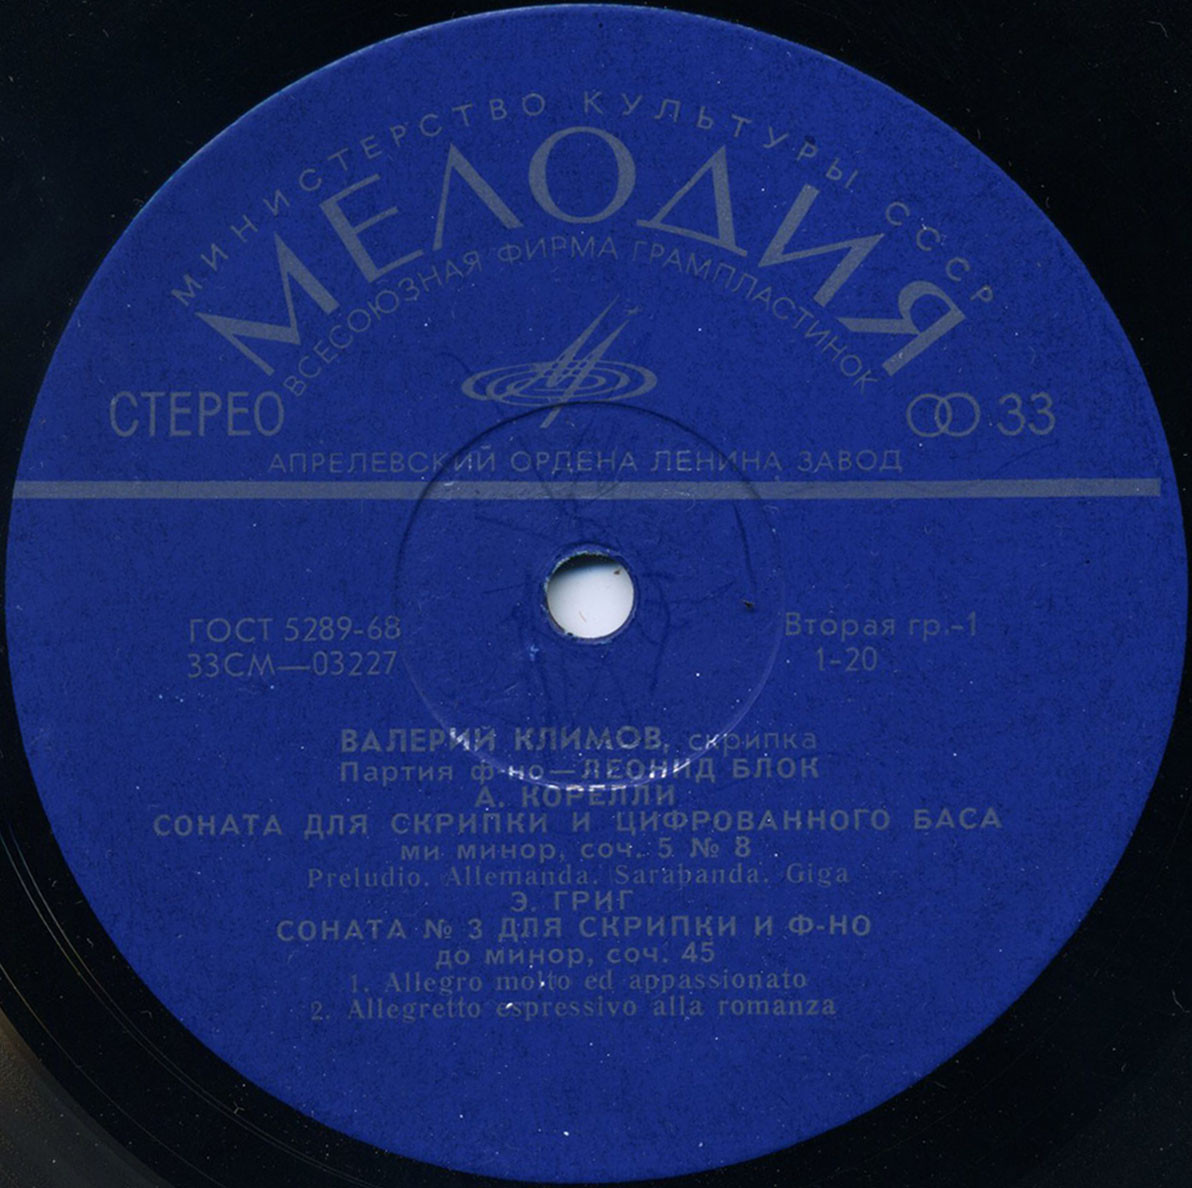 МИНИСТЕРСТВО КУЛЬТУРЫ СССР
МЕЛОДИЯ
ВСЕСОЮЗНАЯ ФИРМА ГРАМПЛАСТИНОК
СТЕРЕО
33
АПРЕЛЕВСКИЙ ОРДЕНА ЛЕНИНА ЗАВОД
ГОСТ 5289-68
33СМ—03227
Вторая гр.-1
1-20
ВАЛЕРИЙ КЛИМОВ, скрипка
Партия ф-но—ЛЕОНИД БЛОК
А. КОРЕЛЛИ
СОНАТА ДЛЯ СКРИПКИ И ЦИФРОВАННОГО БАСА
ми минор, соч. 5 № 8
Preludio. Allemanda. Sarabanda. Giga
Э. ГРИГ
СОНАТА № 3 ДЛЯ СКРИПКИ И Ф-НО
до минор, соч. 45
1. Allegro molto ed appassionato
2. Allegretto espressivo alla romanza